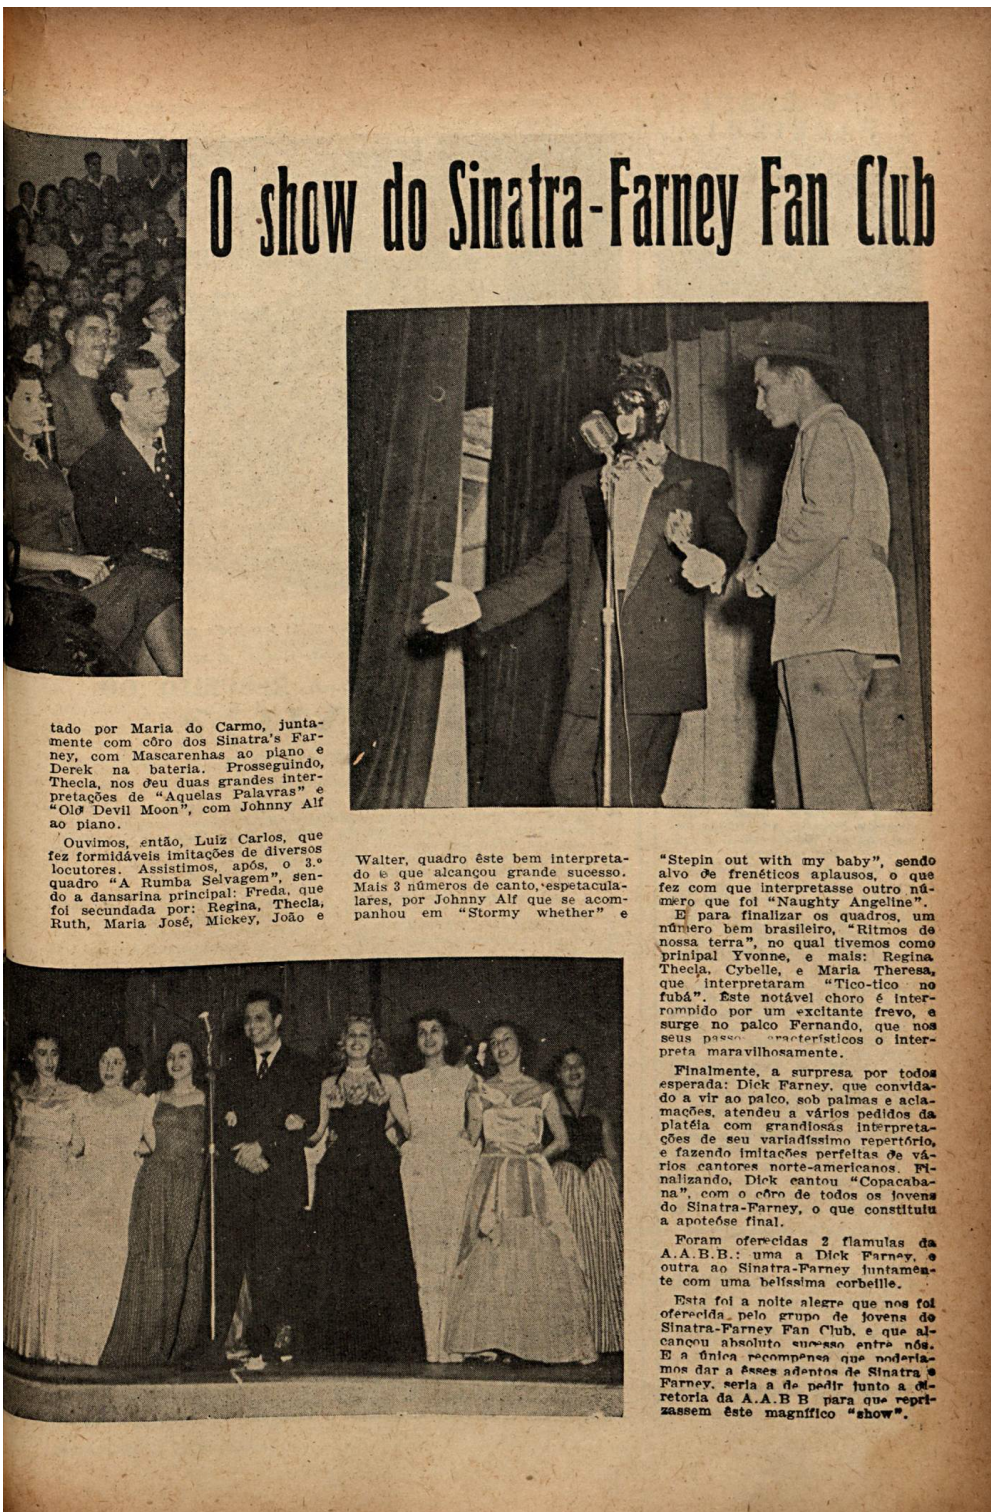 O show do Sinatra-Farney Fan Club
tado por Maria do Carmo, junta-
mente com côro dos Sinatra's Far-
ney, com Mascarenhas ao piano e
Derek na bateria. Prosseguindo,
Thecla, nos deu duas grandes inter-
pretações de “Aquelas Palavras” e
“Old Devil Moon”, com Johnny Alf
ao piano.
Ouvimos, então, Luiz Carlos, que
fez formidáveis imitações de diversos
locutores. Assistimos, após, o 3.º
quadro “A Rumba Selvagem”, sen-
do a dansarina principal: Freda, que
foi secundada por: Regina, Thecla,
Ruth, Maria José, Mickey, João e
Walter, quadro êste bem interpreta-
do e que alcançou grande sucesso.
Mais 3 números de canto, espetacula-
lares, por Johnny Alf que se acom-
panhou em “Stormy whether” e
“Stepin out with my baby”, sendo
alvo de frenéticos aplausos, o que
fez com que interpretasse outro nú-
mero que foi “Naughty Angeline”.
E para finalizar os quadros, um
número bem brasileiro, “Ritmos de
nossa terra”, no qual tivemos como
prinipal Yvonne, e mais: Regina
Thecla, Cybelle, e Maria Theresa,
que interpretaram “Tico-tico no
fubá”. Êste notável choro é inter-
rompido por um excitante frevo, e
surge no palco Fernando, que nos
seus o inter-
preta maravilhosamente.
Finalmente, a surpresa por todos
esperada: Dick Farney, que convida-
do a vir ao palco, sob palmas e acla-
mações, atendeu a vários pedidos da
platéia com grandiosas interpreta-
ções de seu variadíssimo repertório,
e fazendo imitações perfeitas de vá-
rios cantores norte-americanos. Fi-
nalizando, Dick cantou “Copacaba-
na”, com o côro de todos os jovens
do Sinatra-Farney, o que constituiu
a apoteóse final.
Foram oferecidas 2 flamulas da
A.A.B.B.: uma a Dick Farney, e
outra ao Sinatra-Farney juntamen-
te com uma belíssima corbeille.
Esta foi a noite alegre que nos foi
oferecida pelo grupo de jovens do
Sinatra-Farney Fan Club, e que al-
cançou absoluto sucesso entre nós.
E a única recompensa que poderia-
mos dar a êsses adeptos de Sinatra e
Farney, seria a de pedir junto a di-
retoria da A.A.B B para que repri-
zassem êste magnífico “show”.